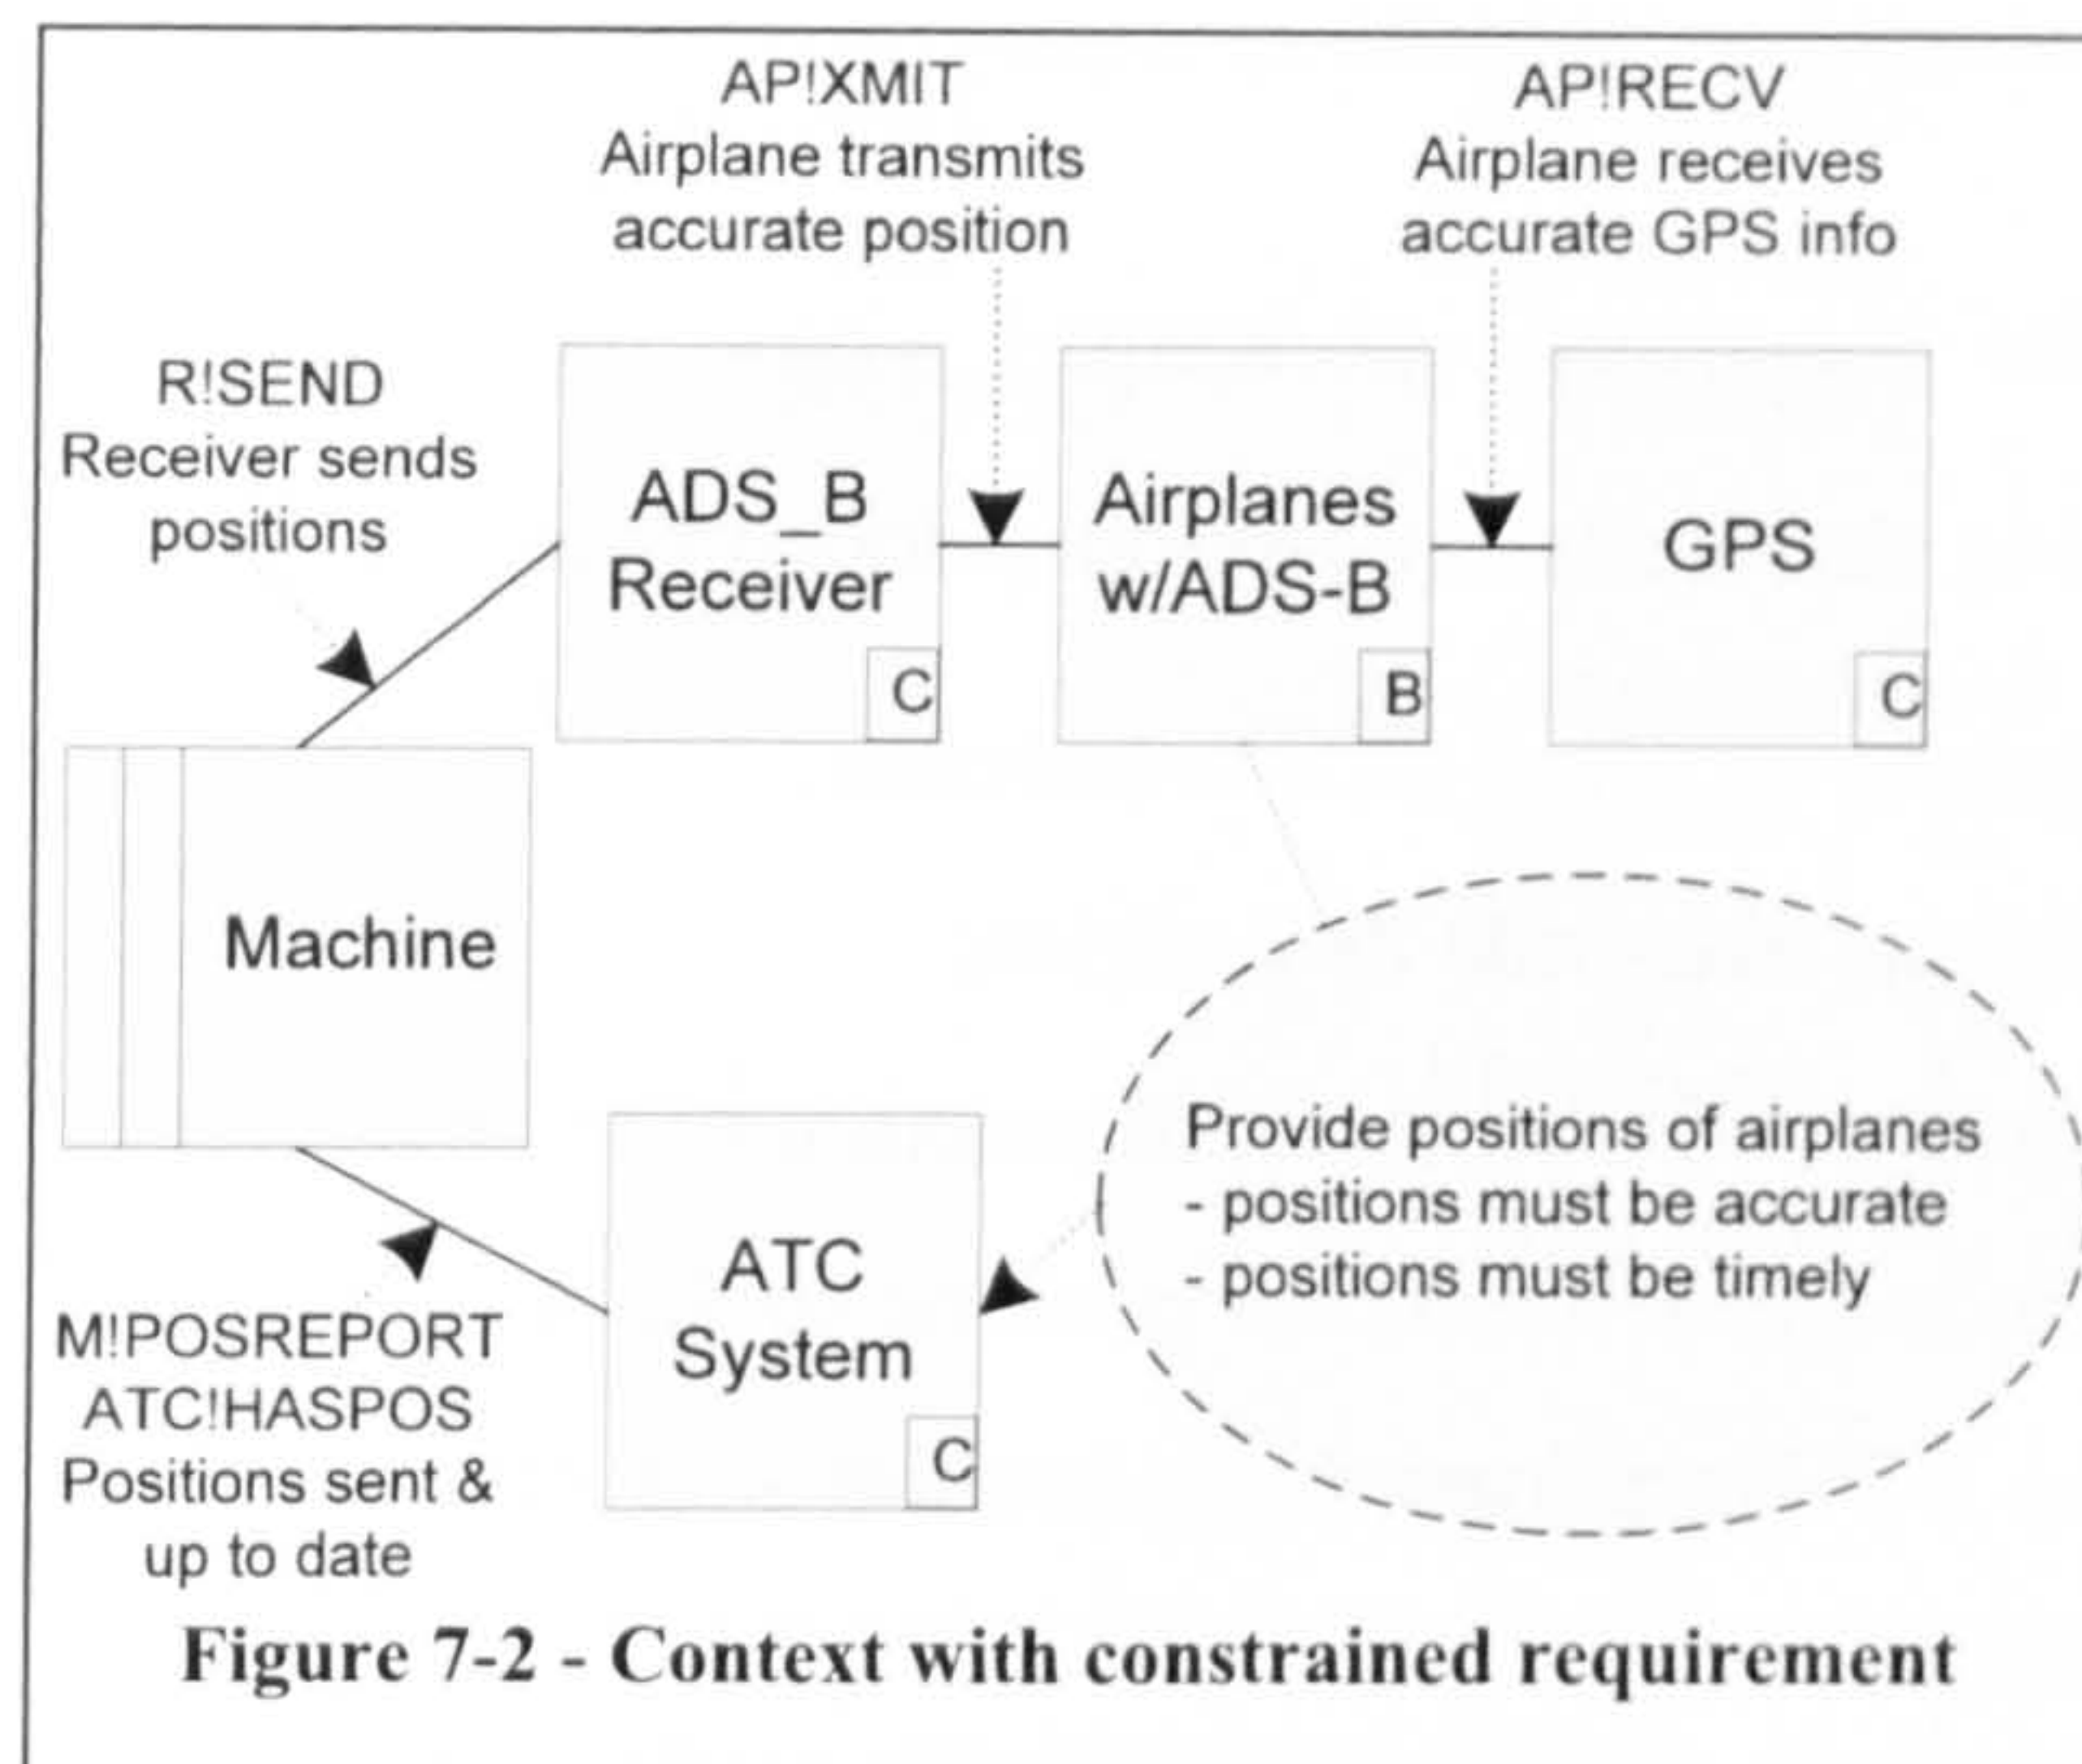 AP!XMIT
Airplane transmits
accurate position
AP!RECV
Airplane receives
accurate GPS info
R!SEND
Receiver sends
positions
ADS_B
Receiver
C
Airplanes
w/ADS-B
B
GPS
C
Machine
ATC
System
C
Provide positions of airplanes
- positions must be accurate
- positions must be timely
M!POSREPORT
ATC!HASPOS
Positions sent &
up to date
Figure 7-2 - Context with constrained requirement